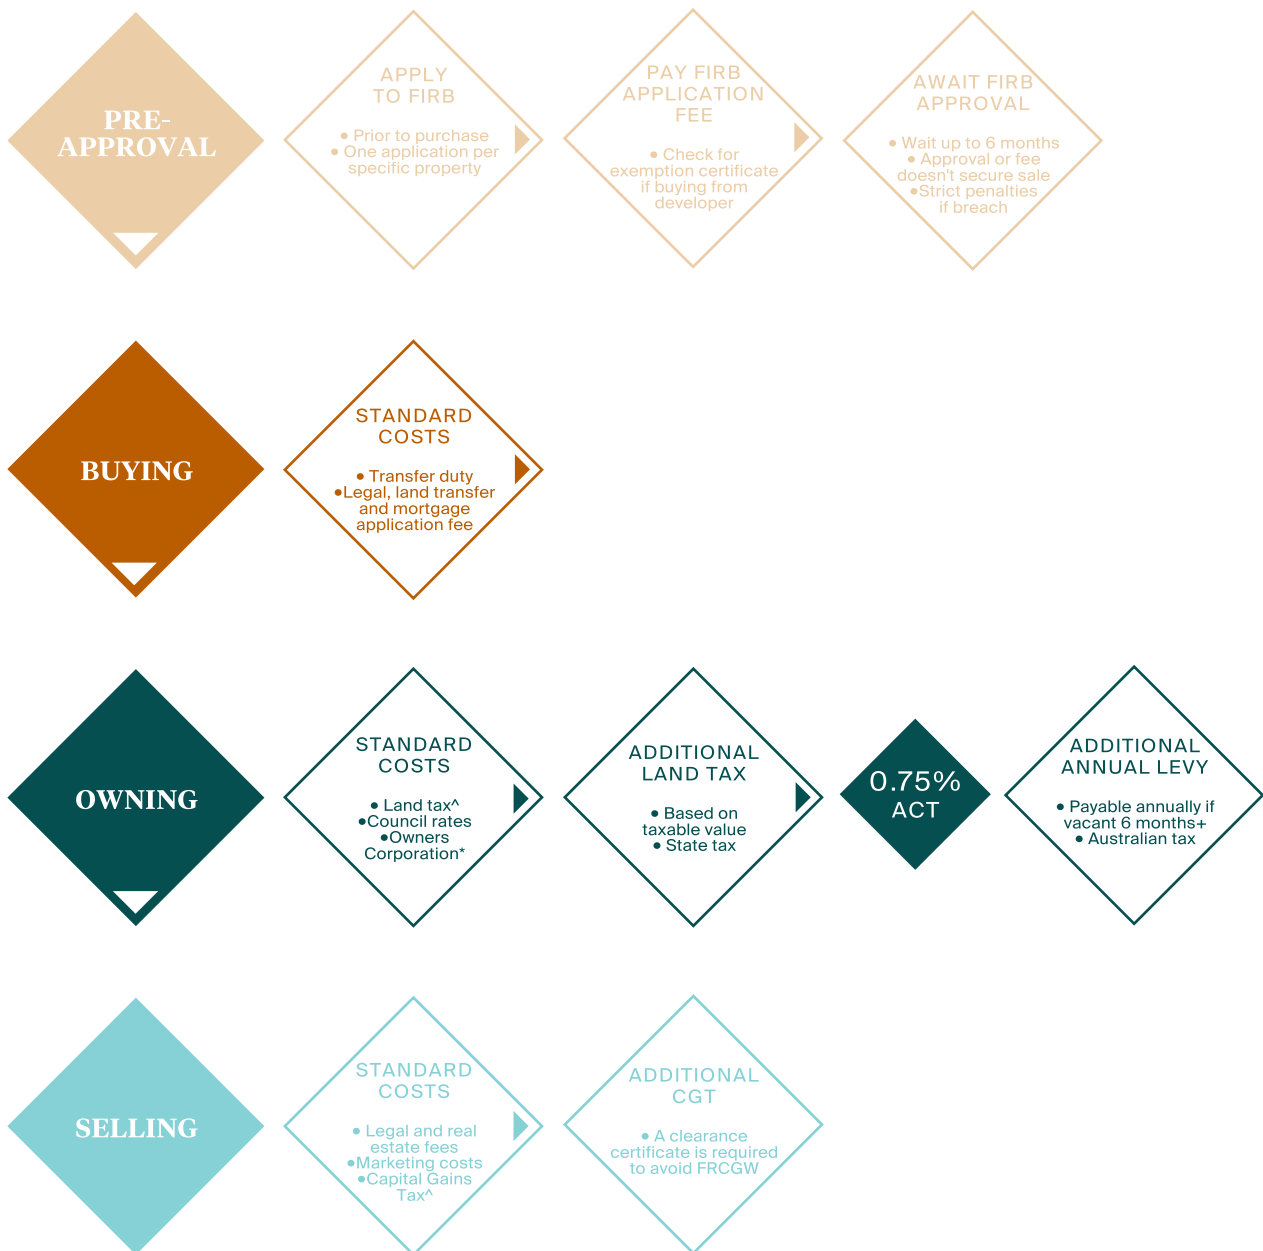 PRE-
APPROVAL
APPLY
TO FIRB
• Prior to purchase
• One application per
specific property
PAY FIRB
APPLICATION
FEE
• Check for
exemption certificate
if buying from
developer
AWAIT FIRB
APPROVAL
• Wait up to 6 months
• Approval or fee
doesn't secure sale
•Strict penalties
if breach
BUYING
STANDARD
COSTS
• Transfer duty
•Legal, land transfer
and mortgage
application fee
OWNING
STANDARD
COSTS
• Land tax^
•Council rates
•Owners
Corporation*
ADDITIONAL
LAND TAX
• Based on
taxable value
• State tax
0.75%
ACT
ADDITIONAL
ANNUAL LEVY
• Payable annually if
vacant 6 months+
• Australian tax
SELLING
STANDARD
COSTS
• Legal and real
estate fees
•Marketing costs
•Capital Gains
Tax^
ADDITIONAL
CGT
• A clearance
certificate is required
to avoid FRCGW